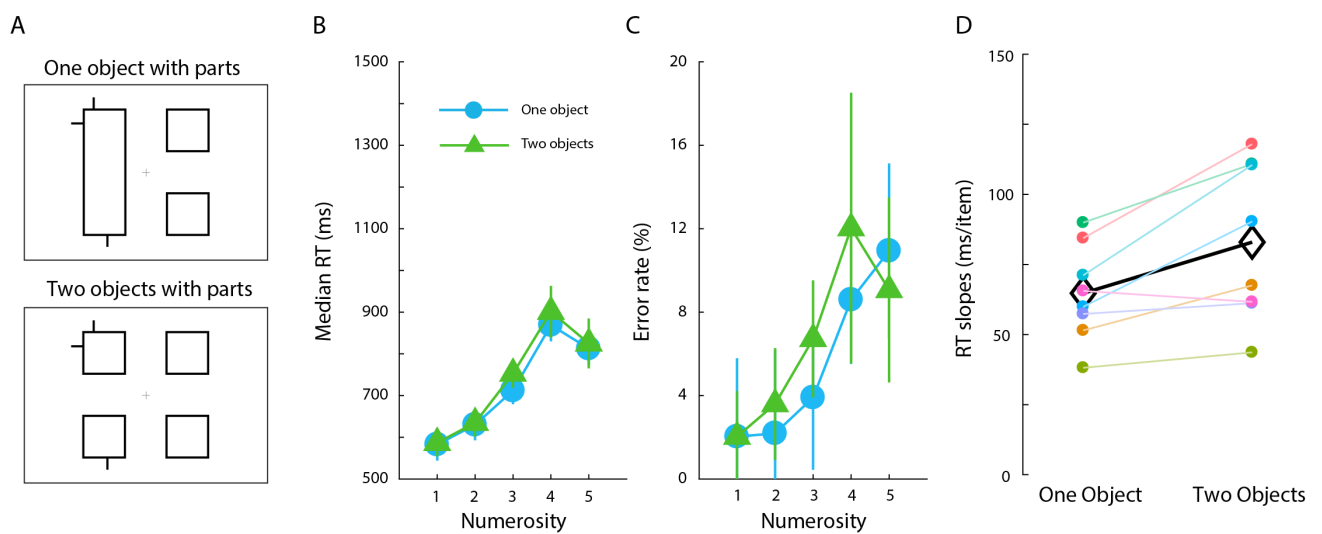 A
One object with parts
Two objects with parts
B
Median RT (ms)
1500
1300
1100
900
700
500
One object
Two objects
1
2
3
4
5
Numerosity
C
Error rate (%)
20
16
12
8
4
0
1
2
3
4
5
Numerosity
D
RT slopes (ms/item)
150
100
50
0
One Object
Two Objects